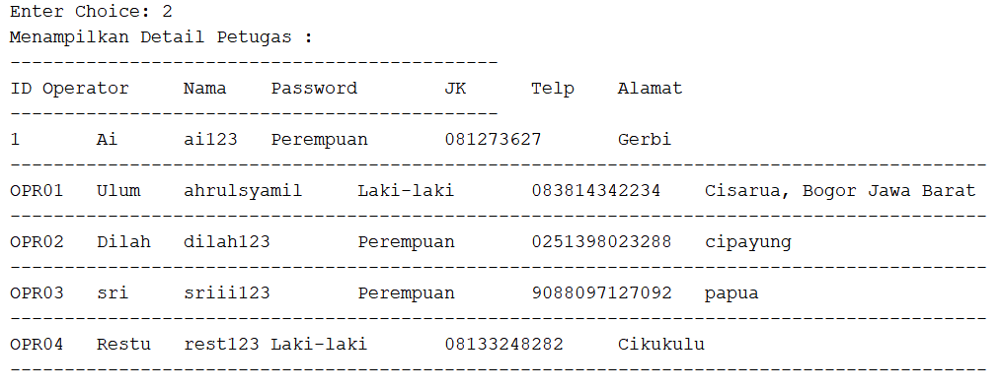 Enter Choice: 2
Menampilkan Detail Petugas :
---------------------------------------------
ID Operator     Nama    Password        JK      Telp    Alamat
---------------------------------------------
1       Ai      ai123   Perempuan       081273627       Gerbi
------------------------------------------------------------------------------------------
OPR01   Ulum    ahrulsyamil     Laki-laki       083814342234    Cisarua, Bogor Jawa Barat
------------------------------------------------------------------------------------------
OPR02   Dilah   dilah123        Perempuan       0251398023288   cipayung
------------------------------------------------------------------------------------------
OPR03   sri     sriii123        Perempuan       9088097127092   papua
------------------------------------------------------------------------------------------
OPR04   Restu   rest123 Laki-laki       08133248282     Cikukulu
------------------------------------------------------------------------------------------